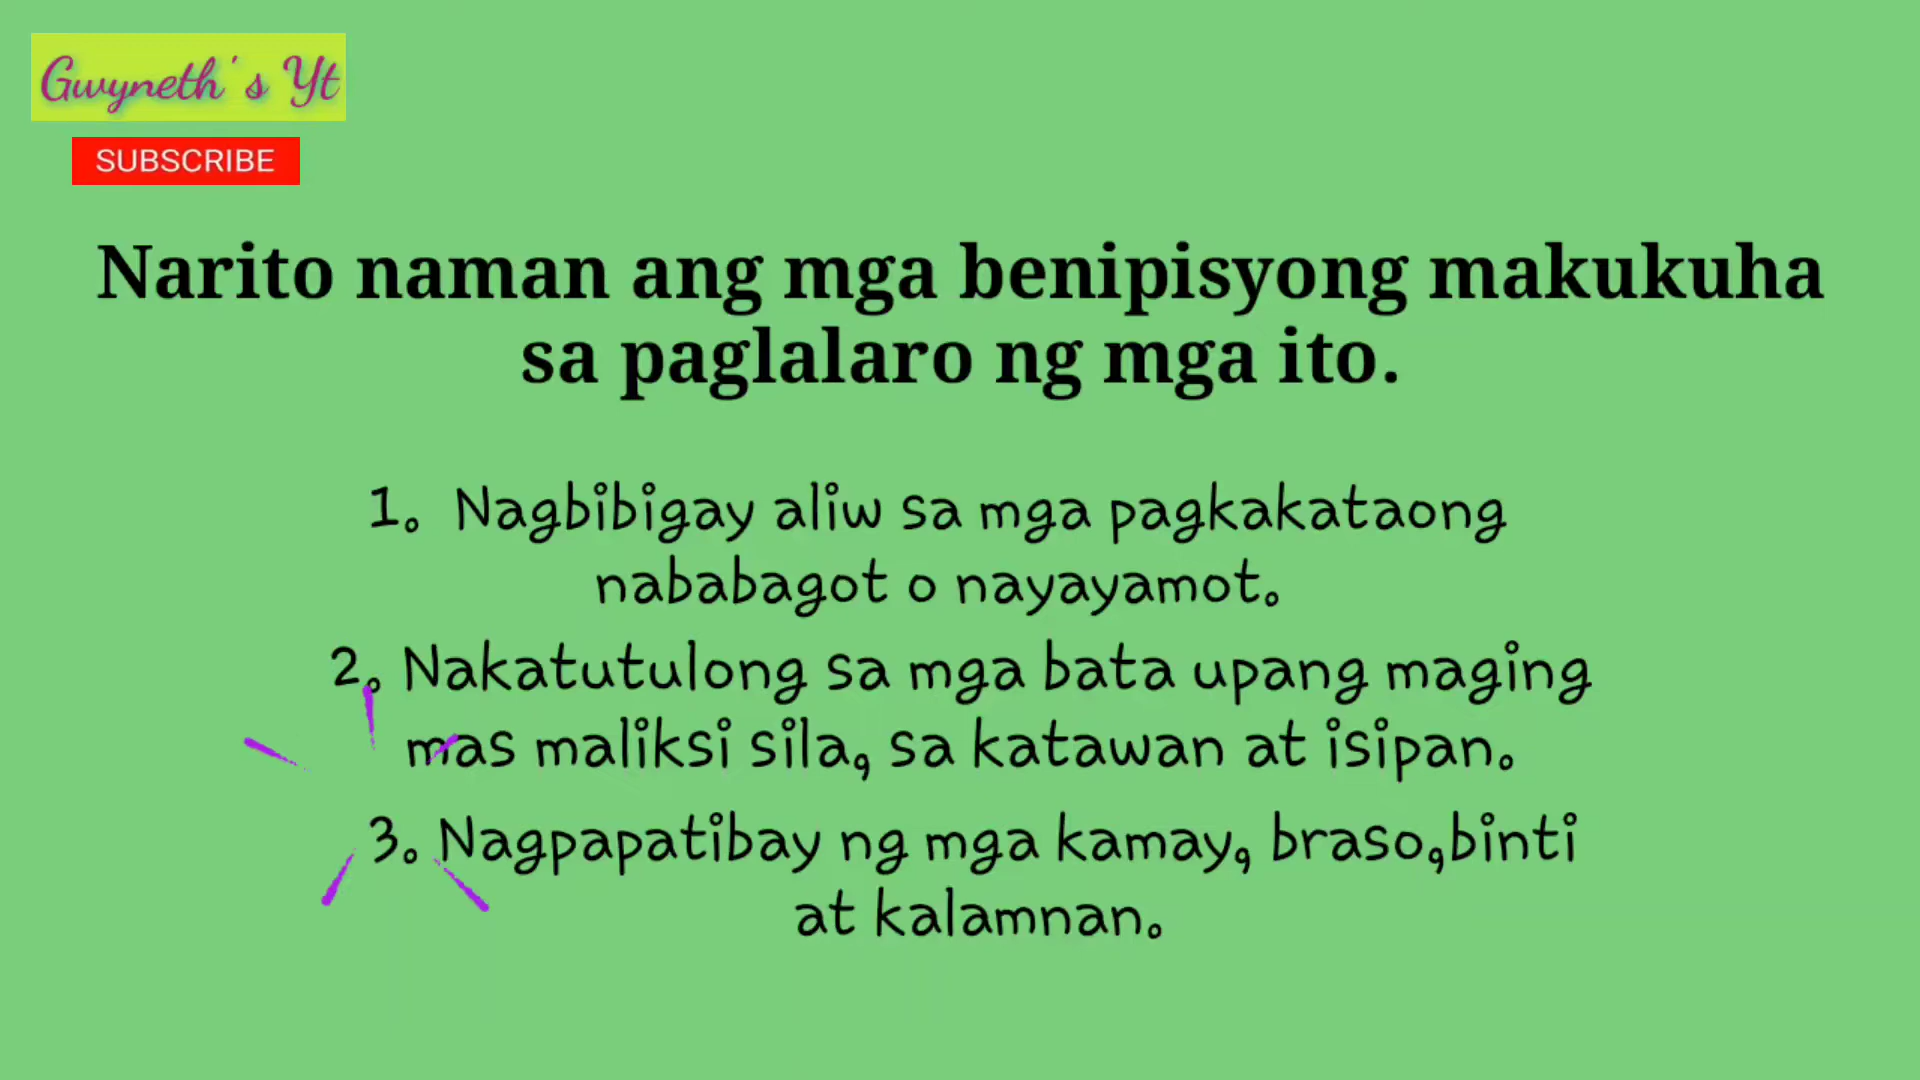 Gwyneth's Yt
SUBSCRIBE
Narito naman ang mga benipisyong makukuha
sa paglalaro ng mga ito.
1. Nagbibigay aliw sa mga pagkakataong
nababagot o nayayamot.
2. Nakatutulong sa mga bata upang maging
mas maliksi sila, sa katawan at isipan.
3. Nagpapatibay ng mga kamay, braso,binti
at kalamnan.